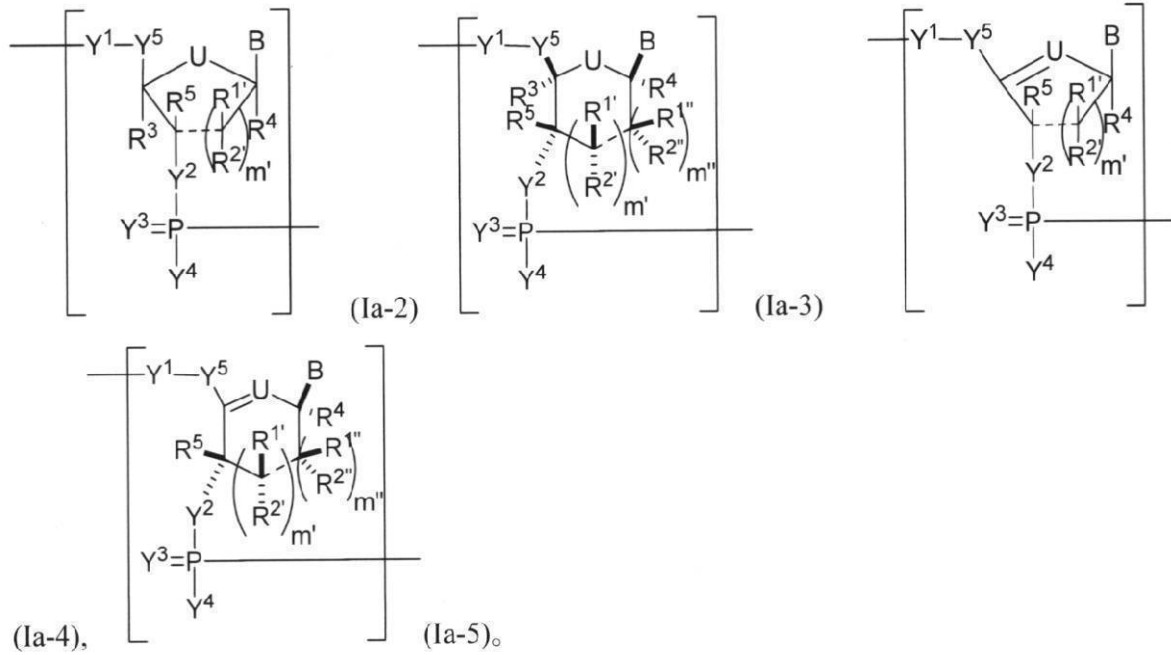 Y¹ Y⁵ B Y¹ Y⁵ B Y¹ Y⁵ B
U U U
R⁵ R¹' R³ R⁴ R⁵ R¹'
R³ R⁴ R⁵ R¹' R¹" R⁴
R²' R²" R²'
Y² m' Y² R²' m" Y² m'
m'
Y³=P Y³=P Y³=P
Y⁴ Y⁴ Y⁴
(Ia-2) (Ia-3)
Y¹ Y⁵ B
U
R⁴
R⁵ R¹' R¹"
R²"
Y² R²' m"
m'
Y³=P
Y⁴
(Ia-4), (Ia-5)。